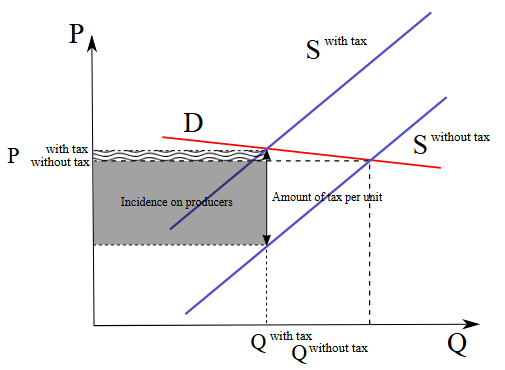 P
S with tax
D
S without tax
with tax
P without tax
Incidence on producers
Amount of tax per unit
Q with tax
Q without tax
Q